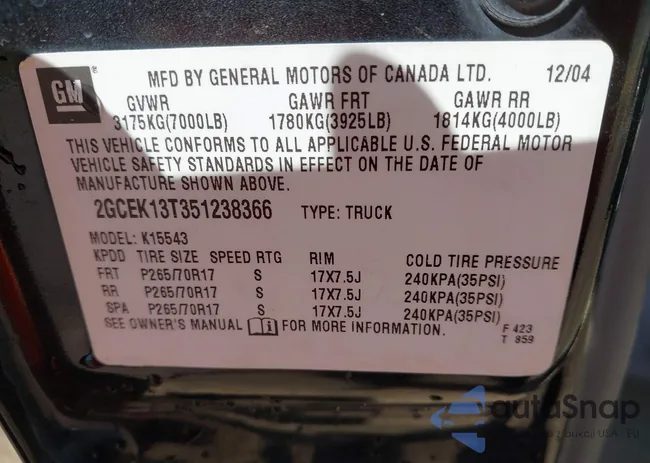 GM ® MFD BY GENERAL MOTORS OF CANADA LTD. 12/04
GVWR GAWR FRT GAWR RR
3175KG(7000LB) 1780KG(3925LB) 1814KG(4000LB)
THIS VEHICLE CONFORMS TO ALL APPLICABLE U.S. FEDERAL MOTOR
VEHICLE SAFETY STANDARDS IN EFFECT ON THE DATE OF
MANUFACTURE SHOWN ABOVE.
2GCEK13T351238366 TYPE: TRUCK
MODEL: K15543
KPDD TIRE SIZE SPEED RTG RIM COLD TIRE PRESSURE
FRT P265/70R17 S 17X7.5J 240KPA(35PSI)
RR P265/70R17 S 17X7.5J 240KPA(35PSI)
SPA P265/70R17 S 17X7.5J 240KPA(35PSI)
SEE OWNER'S MANUAL FOR MORE INFORMATION.
F 423
T 859
autoSnap